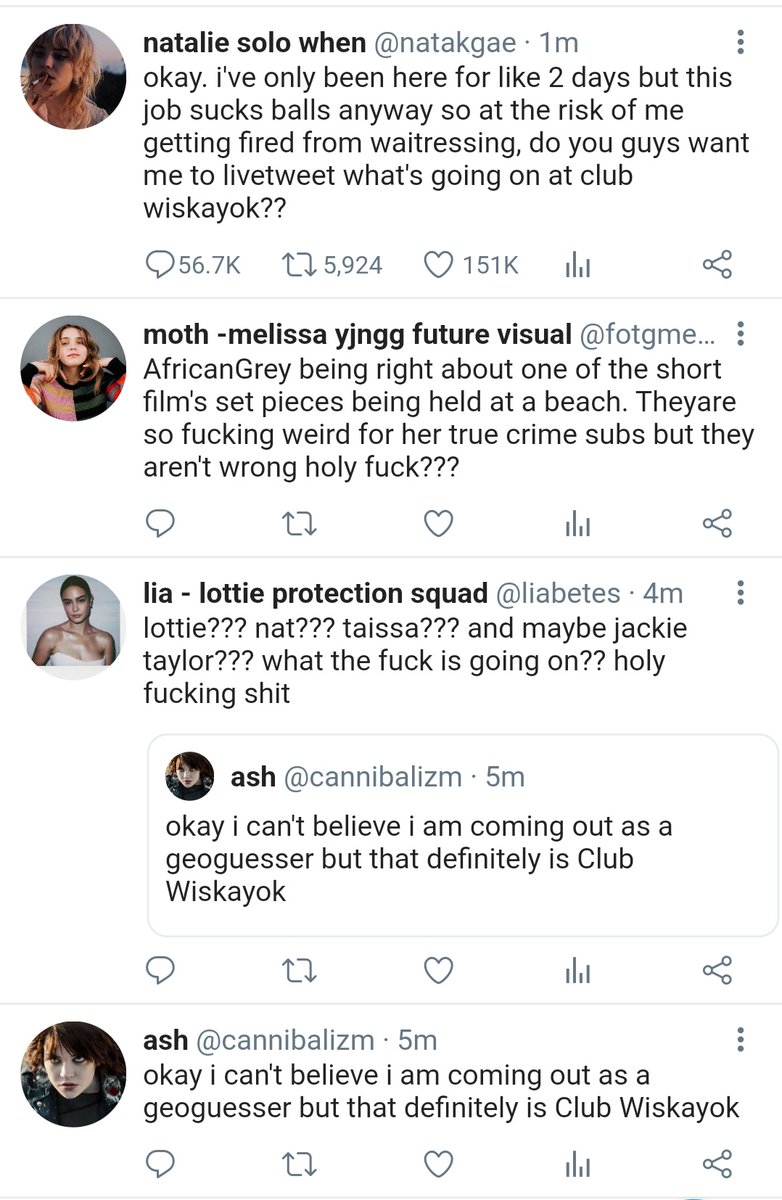 natalie solo when @natakgae · 1m
okay. i've only been here for like 2 days but this
job sucks balls anyway so at the risk of me
getting fired from waitressing, do you guys want
me to livetweet what's going on at club
wiskayok??
56.7K 5,924 151K
moth -melissa yjngg future visual @fotgme...
AfricanGrey being right about one of the short
film's set pieces being held at a beach. Theyare
so fucking weird for her true crime subs but they
aren't wrong holy fuck???
lia - lottie protection squad @liabetes · 4m
lottie??? nat??? taissa??? and maybe jackie
taylor??? what the fuck is going on?? holy
fucking shit
ash @cannibalizm · 5m
okay i can't believe i am coming out as a
geoguesser but that definitely is Club
Wiskayok
ash @cannibalizm · 5m
okay i can't believe i am coming out as a
geoguesser but that definitely is Club Wiskayok